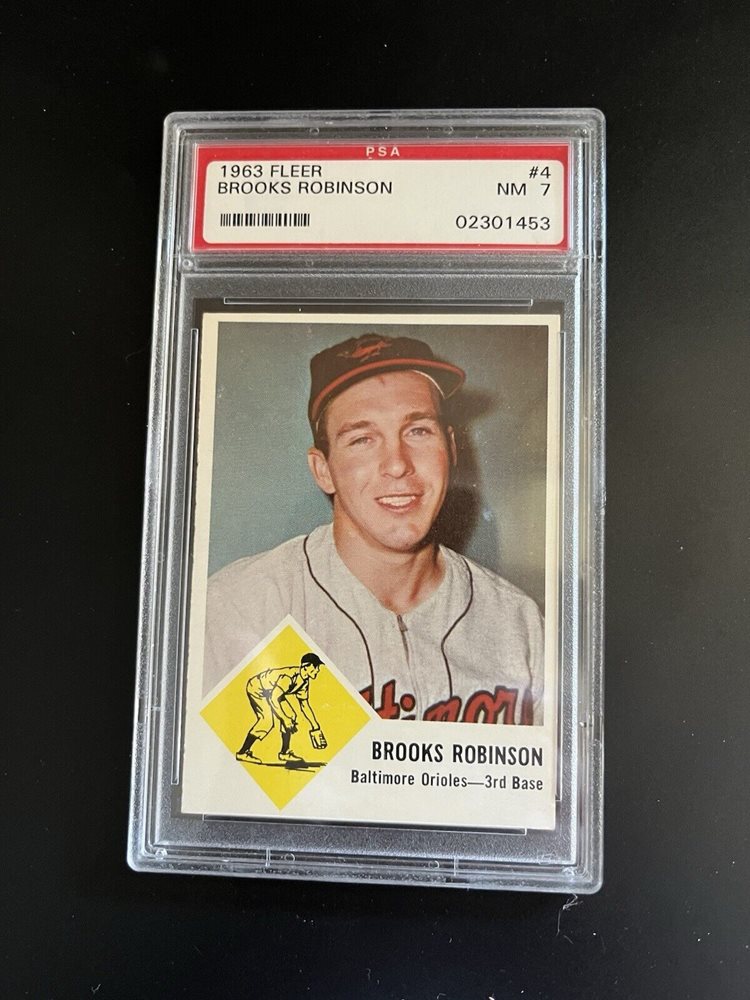 PSA
1963 FLEER #4
BROOKS ROBINSON NM 7
02301453
BROOKS ROBINSON
Baltimore Orioles—3rd Base